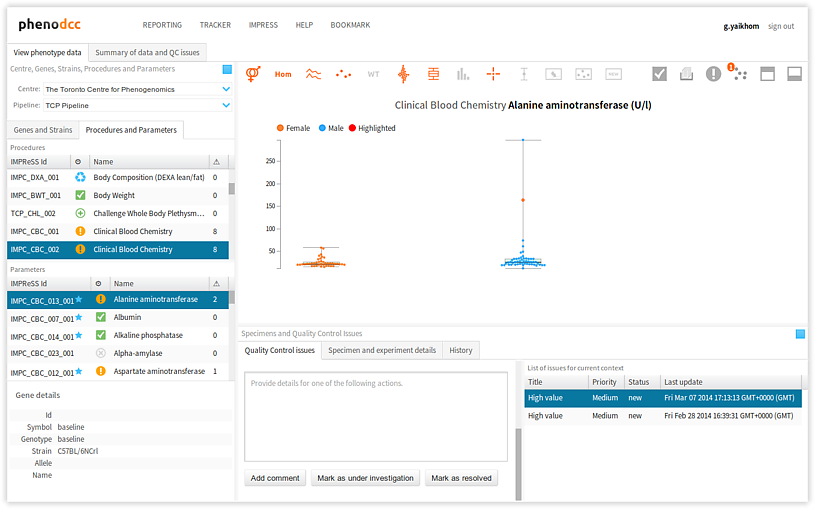 phenodcc REPORTING TRACKER IMPRESS HELP BOOKMARK g.yaikhom sign out
View phenotype data Summary of data and QC issues
Centre, Genes, Strains, Procedures and Parameters
Centre: The Toronto Centre for Phenogenomics
Pipeline: TCP Pipeline
Genes and Strains Procedures and Parameters
Procedures
IMPReSS Id Name
IMPC_DXA_001 Body Composition (DEXA lean/fat) 0
IMPC_BWT_001 Body Weight 0
TCP_CHL_002 Challenge Whole Body Plethysm... 0
IMPC_CBC_001 Clinical Blood Chemistry 8
IMPC_CBC_002 Clinical Blood Chemistry 8
Parameters
IMPReSS Id Name
IMPC_CBC_013_001 Alanine aminotransferase 2
IMPC_CBC_007_001 Albumin 0
IMPC_CBC_014_001 Alkaline phosphatase 0
IMPC_CBC_023_001 Alpha-amylase 0
IMPC_CBC_012_001 Aspartate aminotransferase 1
Gene details
Id
Symbol baseline
Genotype baseline
Strain C57BL/6NCrl
Allele
Name
Hom WT NEW 1
Clinical Blood Chemistry Alanine aminotransferase (U/l)
Female Male Highlighted
250
200
150
100
50
Specimens and Quality Control Issues
Quality Control issues Specimen and experiment details History
Provide details for one of the following actions.
Add comment Mark as under investigation Mark as resolved
List of issues for current context
Title Priority Status Last update
High value Medium new Fri Mar 07 2014 17:13:13 GMT+0000 (GMT)
High value Medium new Fri Feb 28 2014 16:39:31 GMT+0000 (GMT)